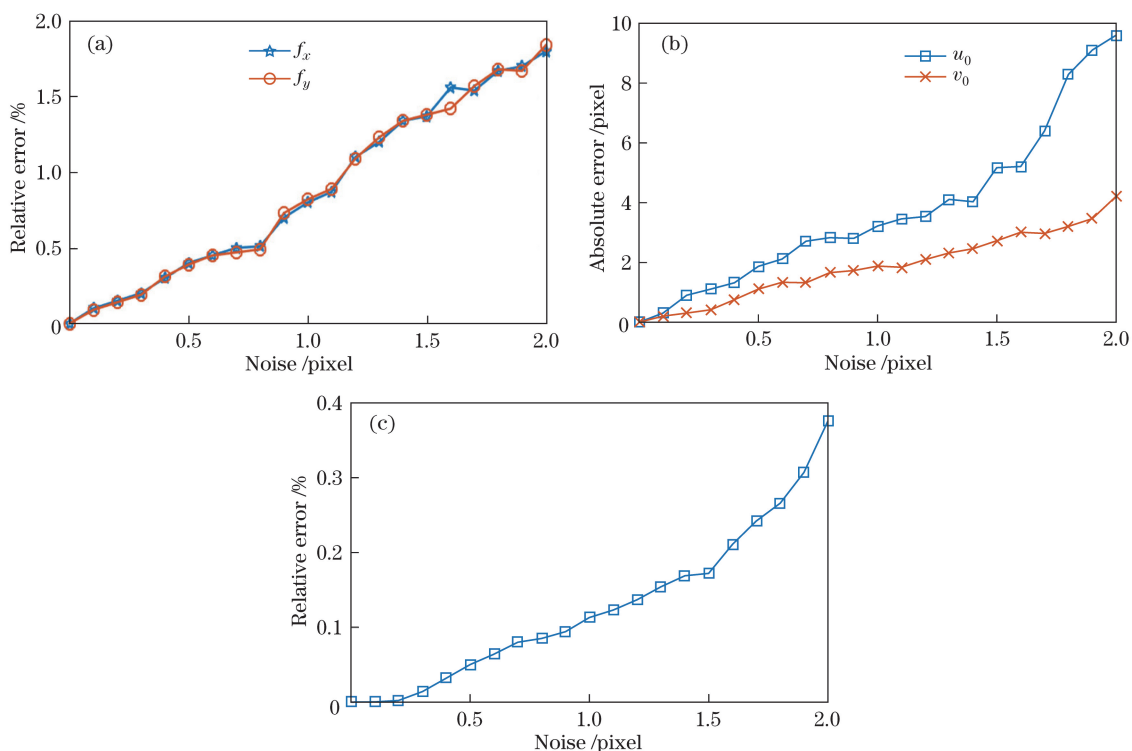 (a)
f_x
f_y
Relative error /%
2.0
1.5
1.0
0.5
0
0.5
1.0
1.5
2.0
Noise /pixel
(b)
u_0
v_0
Absolute error /pixel
10
8
6
4
2
0
0.5
1.0
1.5
2.0
Noise /pixel
(c)
Relative error /%
0.4
0.3
0.2
0.1
0
0.5
1.0
1.5
2.0
Noise /pixel